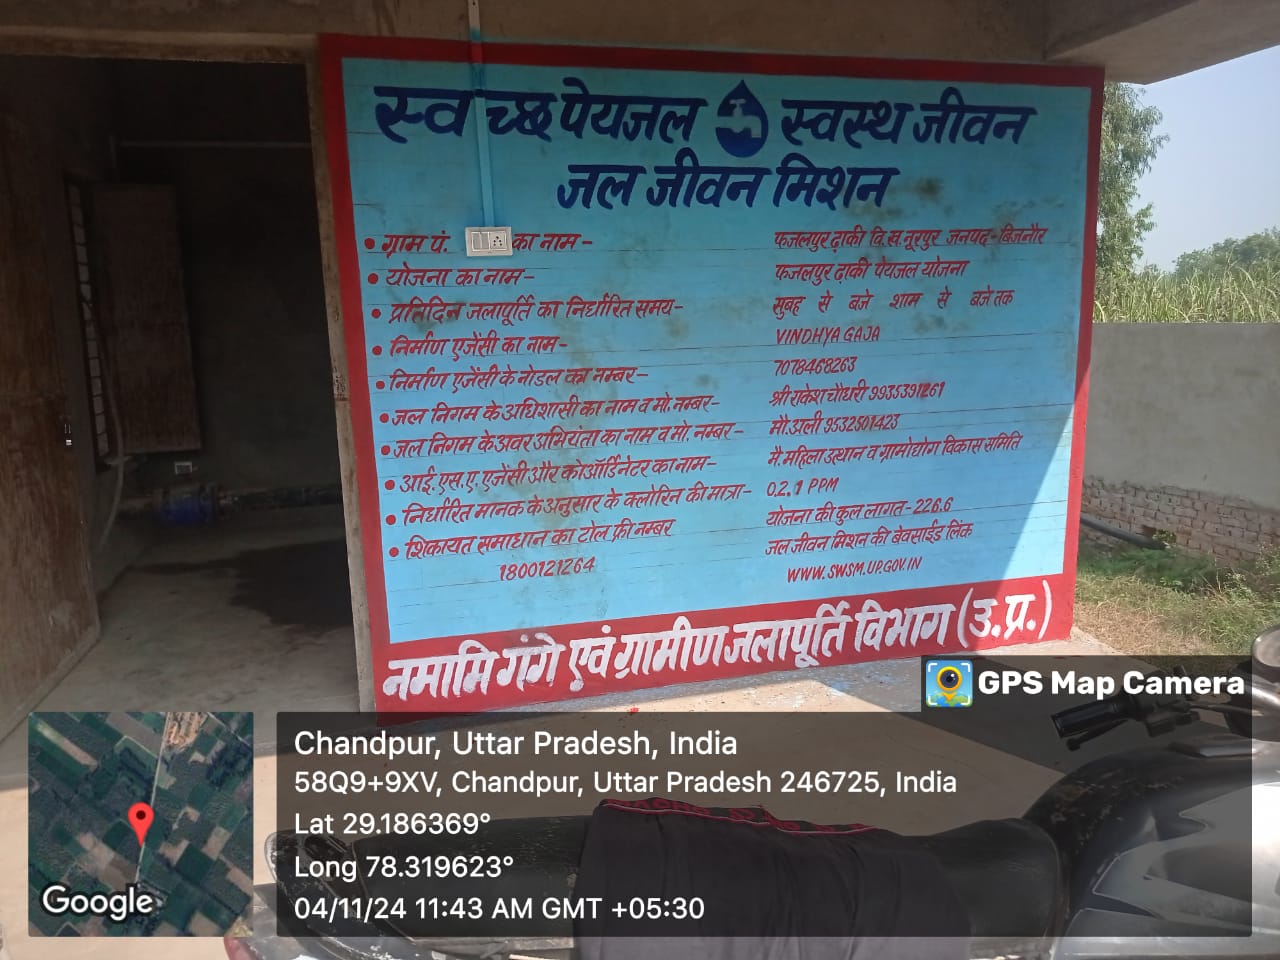 स्वच्छ पेयजल स्वस्थ जीवन
जल जीवन मिशन
• ग्राम पं. का नाम – फजलपुर ढ़ाकी वि.ख. नूरपुर जनपद - बिजनौर
• योजना का नाम – फजलपुर ढ़ाकी पेयजल योजना
• प्रतिदिन जलापूर्ति का निर्धारित समय – सुबह से बजे शाम से बजे तक
• निर्माण एजेंसी का नाम – VINDHYA GAJA
• निर्माण एजेंसी के नोडल का नम्बर – 7078468263
• जल निगम के अधिशासी का नाम व मो. नम्बर – श्री राकेश चौधरी 9935391261
• जल निगम के अवर अभियंता का नाम व मो. नम्बर – मौ. अली 9532501423
• आई.एस.ए. एजेंसी और कोऑर्डिनेटर का नाम – मै. महिला उत्थान व ग्रामोद्योग विकास समिति
• निर्धारित मानक के अनुसार के क्लोरिन की मात्रा – 0.2, 1 PPM
• शिकायत समाधान का टोल फ्री नम्बर योजना की कुल लागत - 226.6
1800121264 जल जीवन मिशन की बेवसाईड लिंक
WWW.SWSM.UP.GOV.IN
नमामि गंगे एवं ग्रामीण जलापूर्ति विभाग (उ.प्र.)
GPS Map Camera
Chandpur, Uttar Pradesh, India
58Q9+9XV, Chandpur, Uttar Pradesh 246725, India
Lat 29.186369°
Long 78.319623°
04/11/24 11:43 AM GMT +05:30
Google